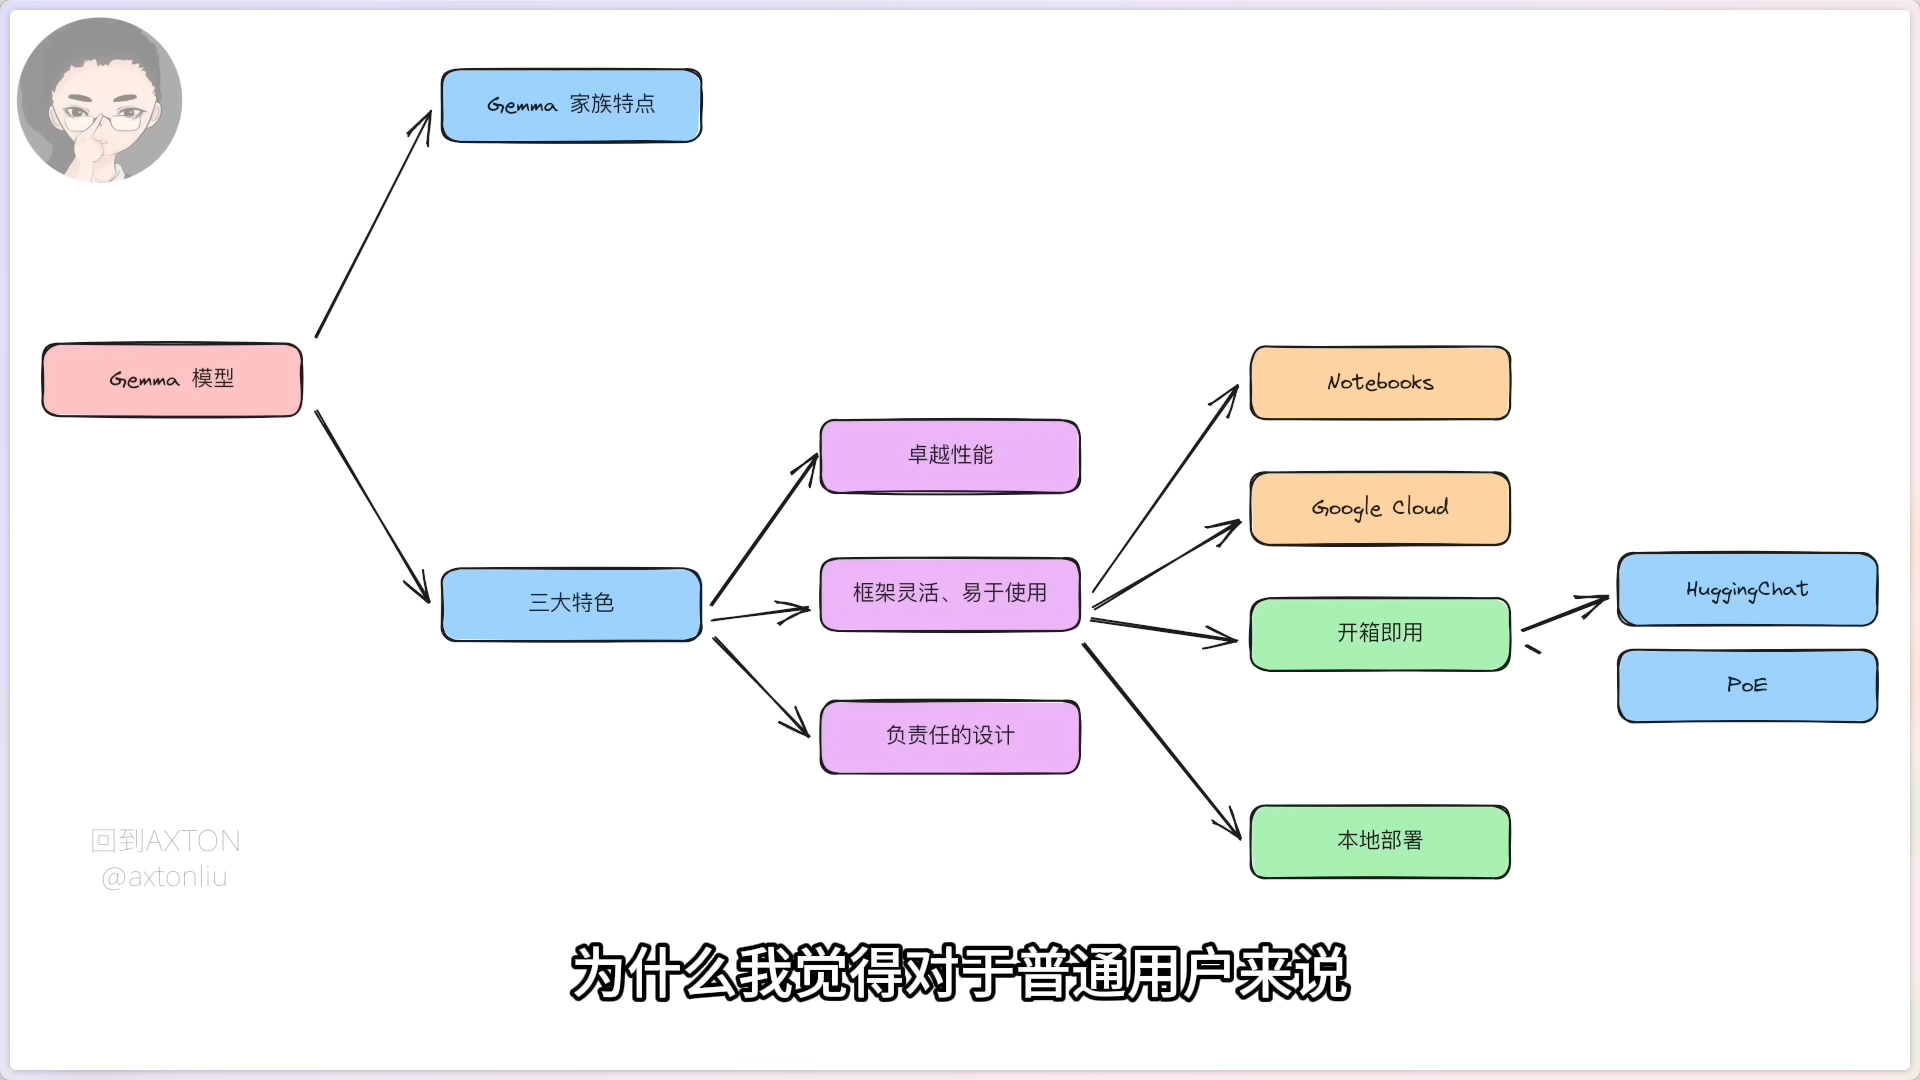 Gemma 家族特点
Gemma 模型
三大特色
卓越性能
框架灵活、易于使用
负责任的设计
Notebooks
Google Cloud
开箱即用
本地部署
HuggingChat
PoE
回到AXTON
@axtonliu
为什么我觉得对于普通用户来说